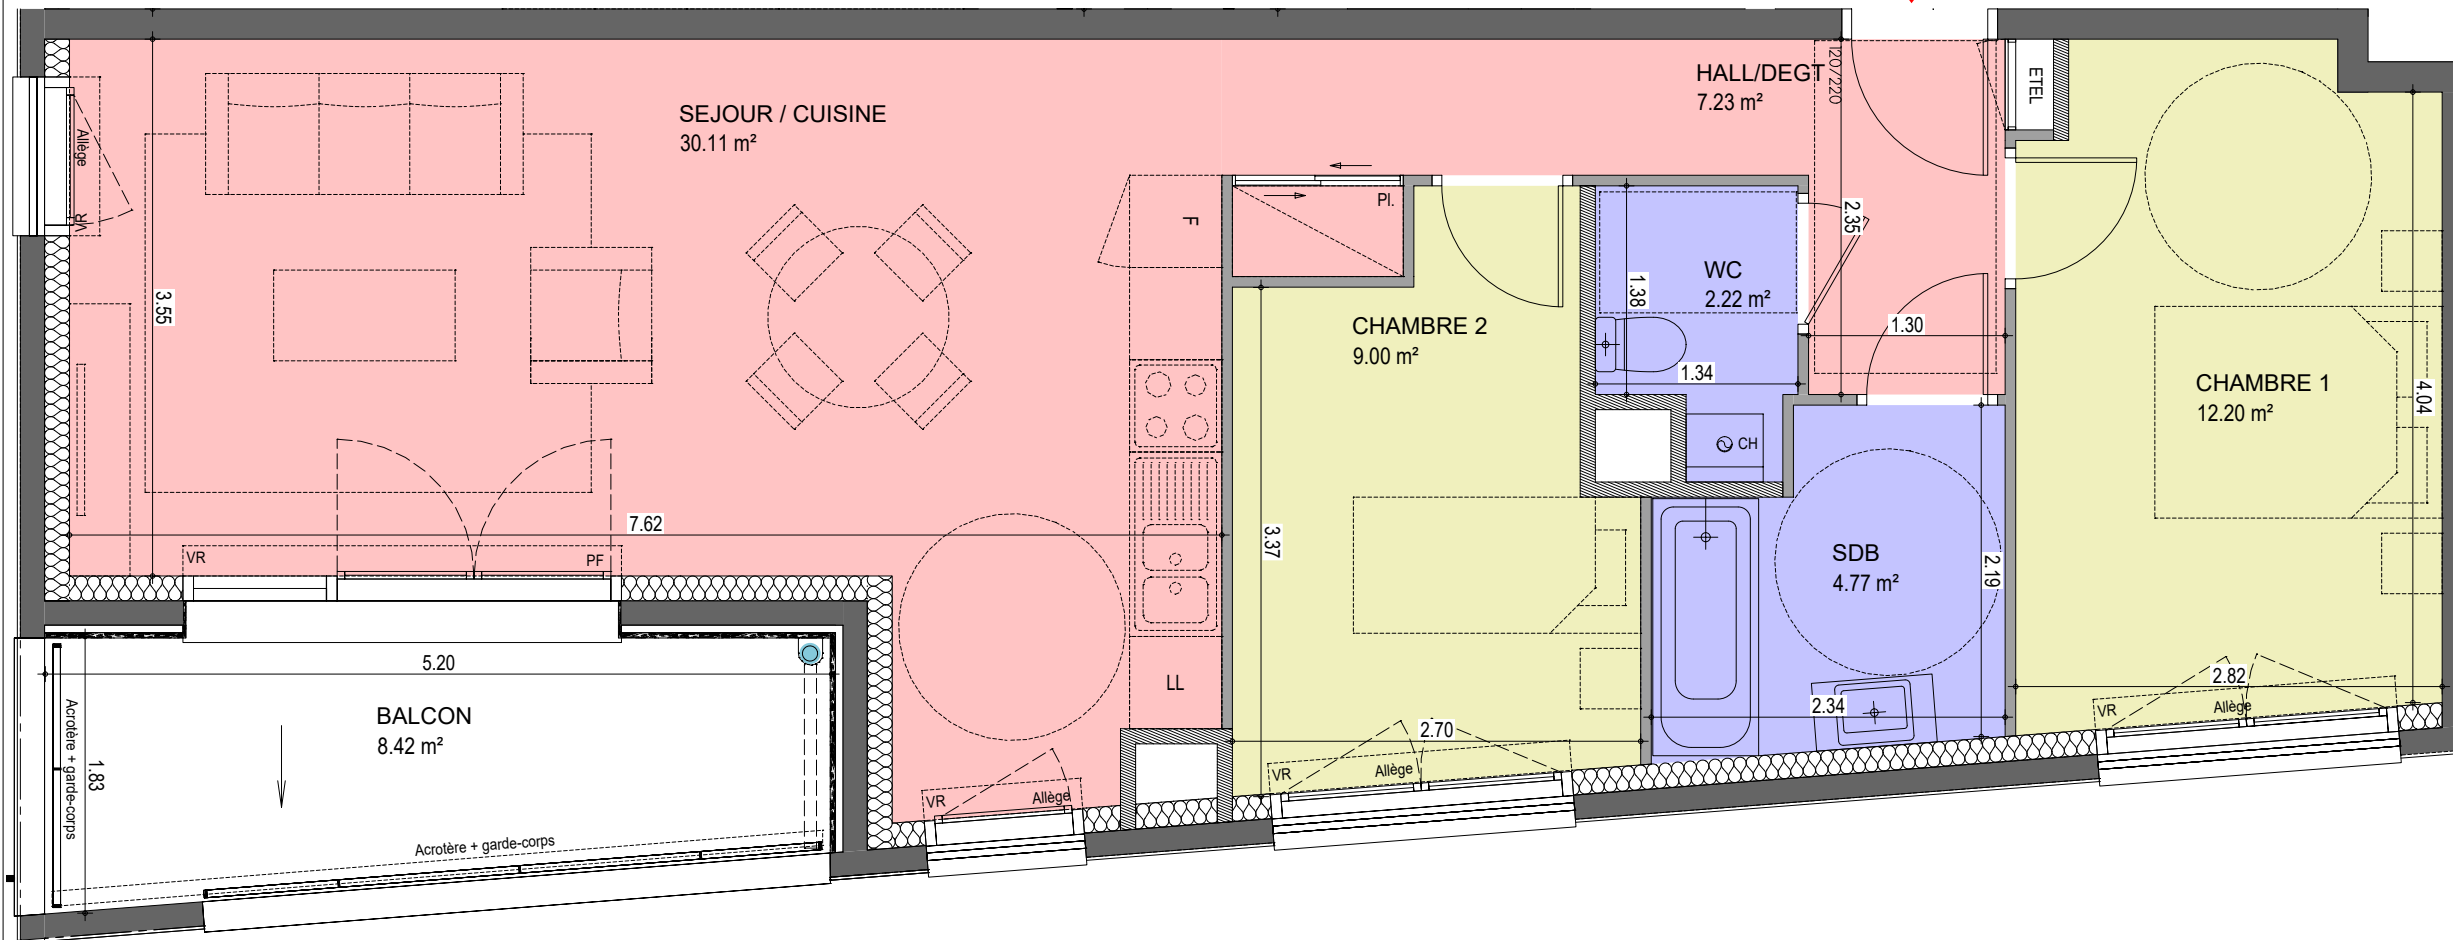 HALL/DEGT
7.23 m²
120/220
ETEL
SEJOUR / CUISINE
30.11 m²
Allège
VR
F
Pl.
2.35
WC
2.22 m²
1.38
1.34
1.30
3.55
CHAMBRE 2
9.00 m²
CHAMBRE 1
12.20 m²
4.04
CH
7.62
3.37
SDB
4.77 m²
2.19
VR
PF
5.20
LL
BALCON
8.42 m²
Acrotère + garde-corps
1.83
2.34
2.82
VR
Allège
2.70
VR
Allège
VR
Allège
Acrotère + garde-corps